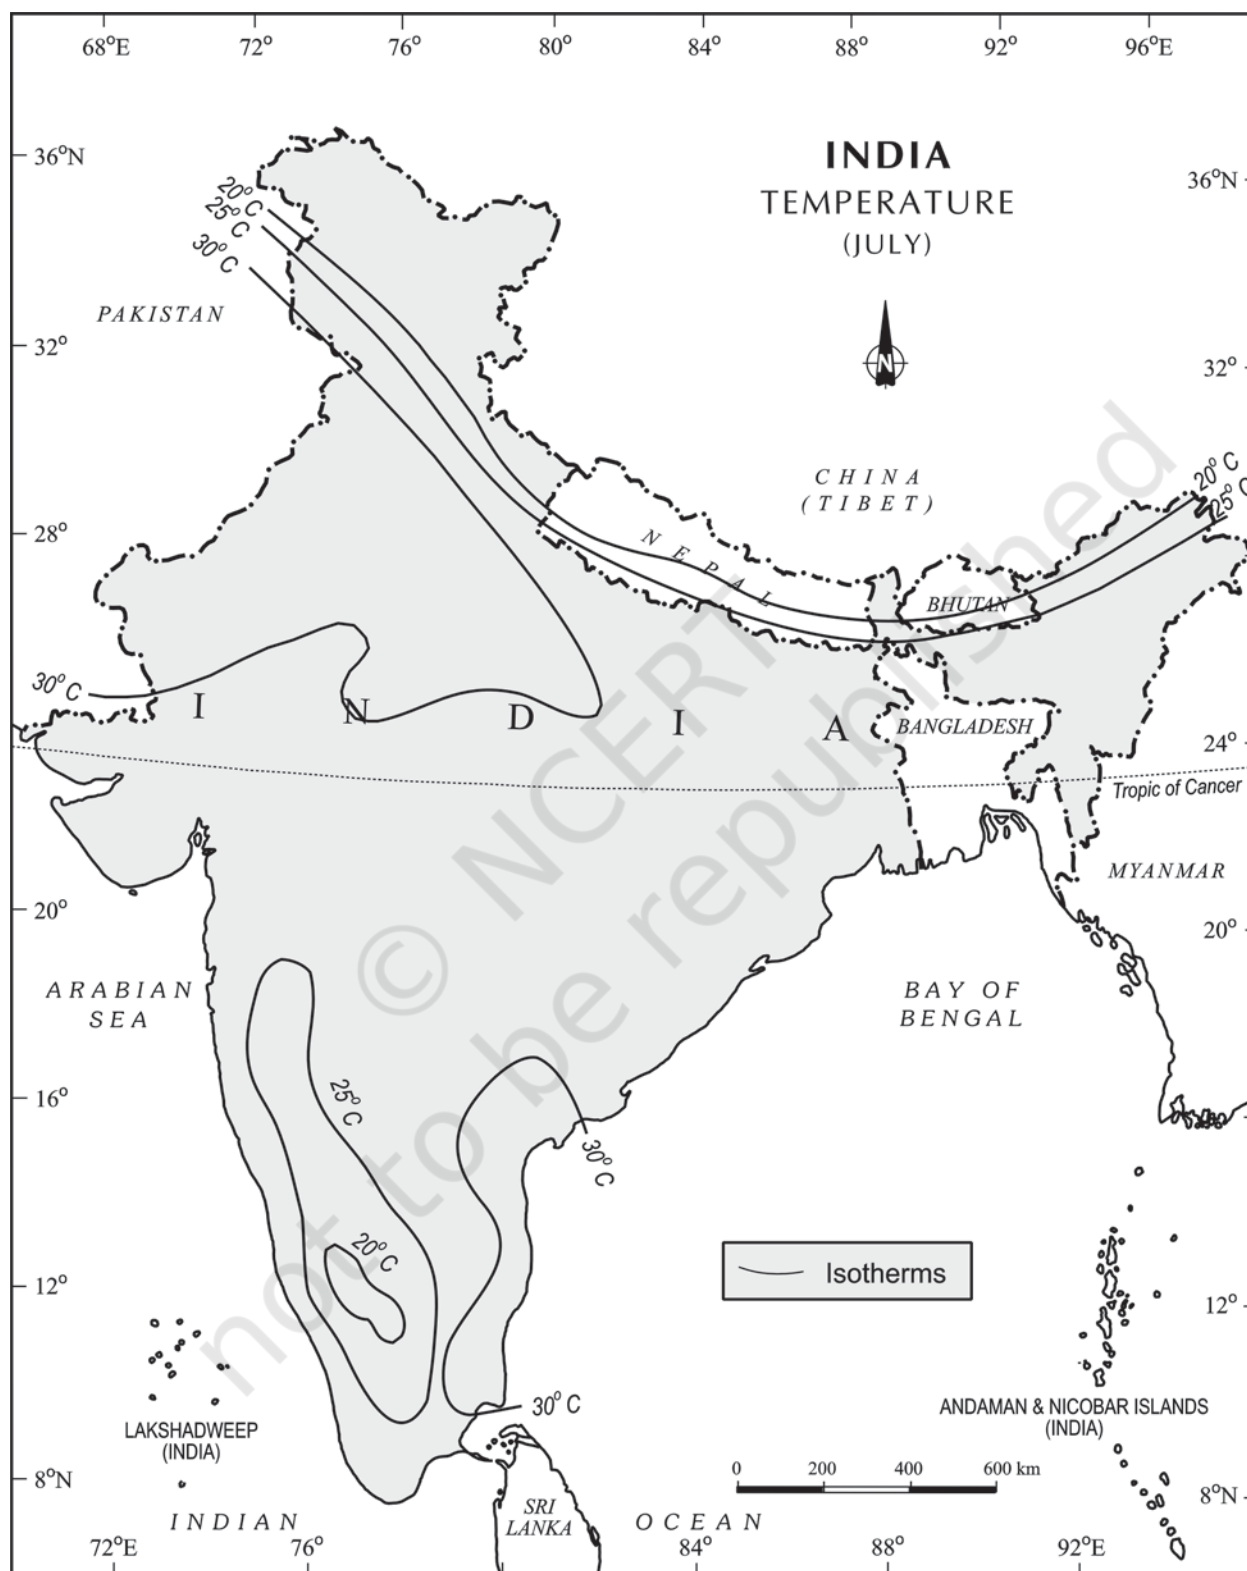 68°E 72° 76° 80° 84° 88° 92° 96°E
INDIA
TEMPERATURE
(JULY)
36°N
36°N
20° C
25° C
30° C
PAKISTAN
N
32°
32°
CHINA
(TIBET)
20° C
25° C
28°
NEPAL
BHUTAN
30° C
INDIA
BANGLADESH
24°
Tropic of Cancer
MYANMAR
20°
20°
ARABIAN
SEA
BAY OF
BENGAL
25° C
16°
30° C
20° C
Isotherms
12°
12°
30° C
LAKSHADWEEP
(INDIA)
ANDAMAN & NICOBAR ISLANDS
(INDIA)
0 200 400 600 km
8°N
8°N
SRI
LANKA
INDIAN OCEAN
72°E 76° 84° 88° 92°E
© NCERT
not to be republished